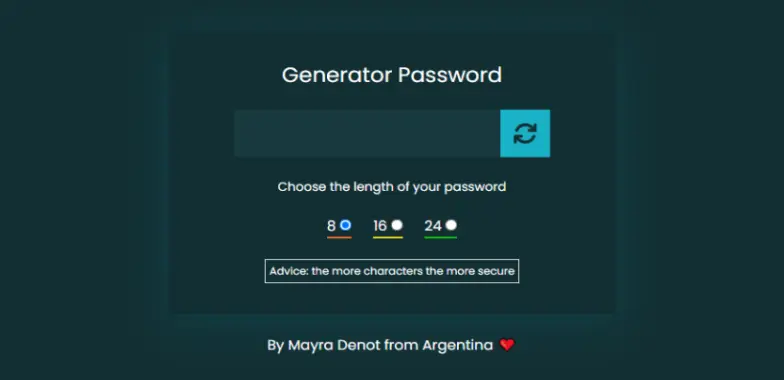 Generator Password
Choose the length of your password
8 16 24
Advice: the more characters the more secure
By Mayra Denot from Argentina ❤